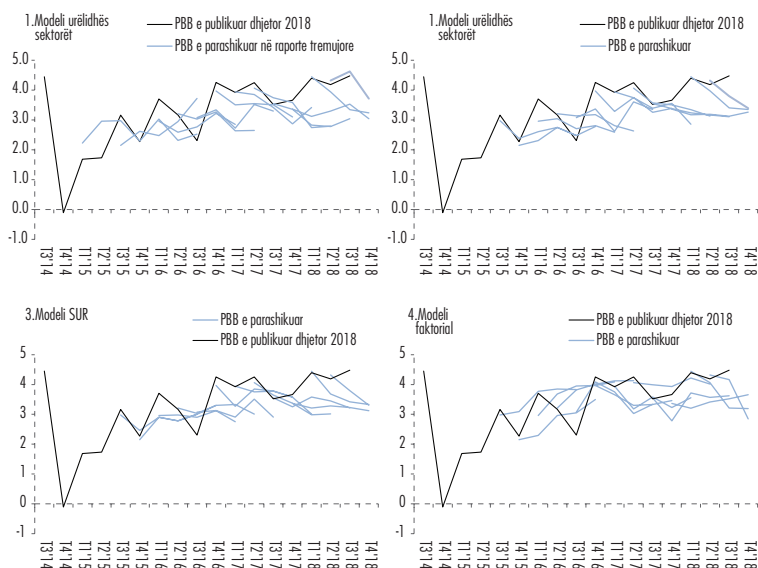 1.Modeli urëlidhës
sektorët
PBB e publikuar dhjetor 2018
PBB e parashikuar në raporte tremujore
5.0
4.0
3.0
2.0
1.0
0.0
-1.0
T3'14
T4'14
T1'15
T2'15
T3'15
T4'15
T1'16
T2'16
T3'16
T4'16
T1'17
T2'17
T3'17
T4'17
T1'18
T2'18
T3'18
T4'18
1.Modeli urëlidhës
sektorët
PBB e publikuar dhjetor 2018
PBB e parashikuar
5.0
4.0
3.0
2.0
1.0
0.0
-1.0
T3'14
T4'14
T1'15
T2'15
T3'15
T4'15
T1'16
T2'16
T3'16
T4'16
T1'17
T2'17
T3'17
T4'17
T1'18
T2'18
T3'18
T4'18
3.Modeli SUR
PBB e parashikuar
PBB e publikuar dhjetor 2018
5
4
3
2
1
0
-1
T3'14
T4'14
T1'15
T2'15
T3'15
T4'15
T1'16
T2'16
T3'16
T4'16
T1'17
T2'17
T3'17
T4'17
T1'18
T2'18
T3'18
T4'18
4.Modeli
faktorial
PBB e publikuar dhjetor 2018
PBB e parashikuar
5
4
3
2
1
0
-1
T3'14
T4'14
T1'15
T2'15
T3'15
T4'15
T1'16
T2'16
T3'16
T4'16
T1'17
T2'17
T3'17
T4'17
T1'18
T2'18
T3'18
T4'18